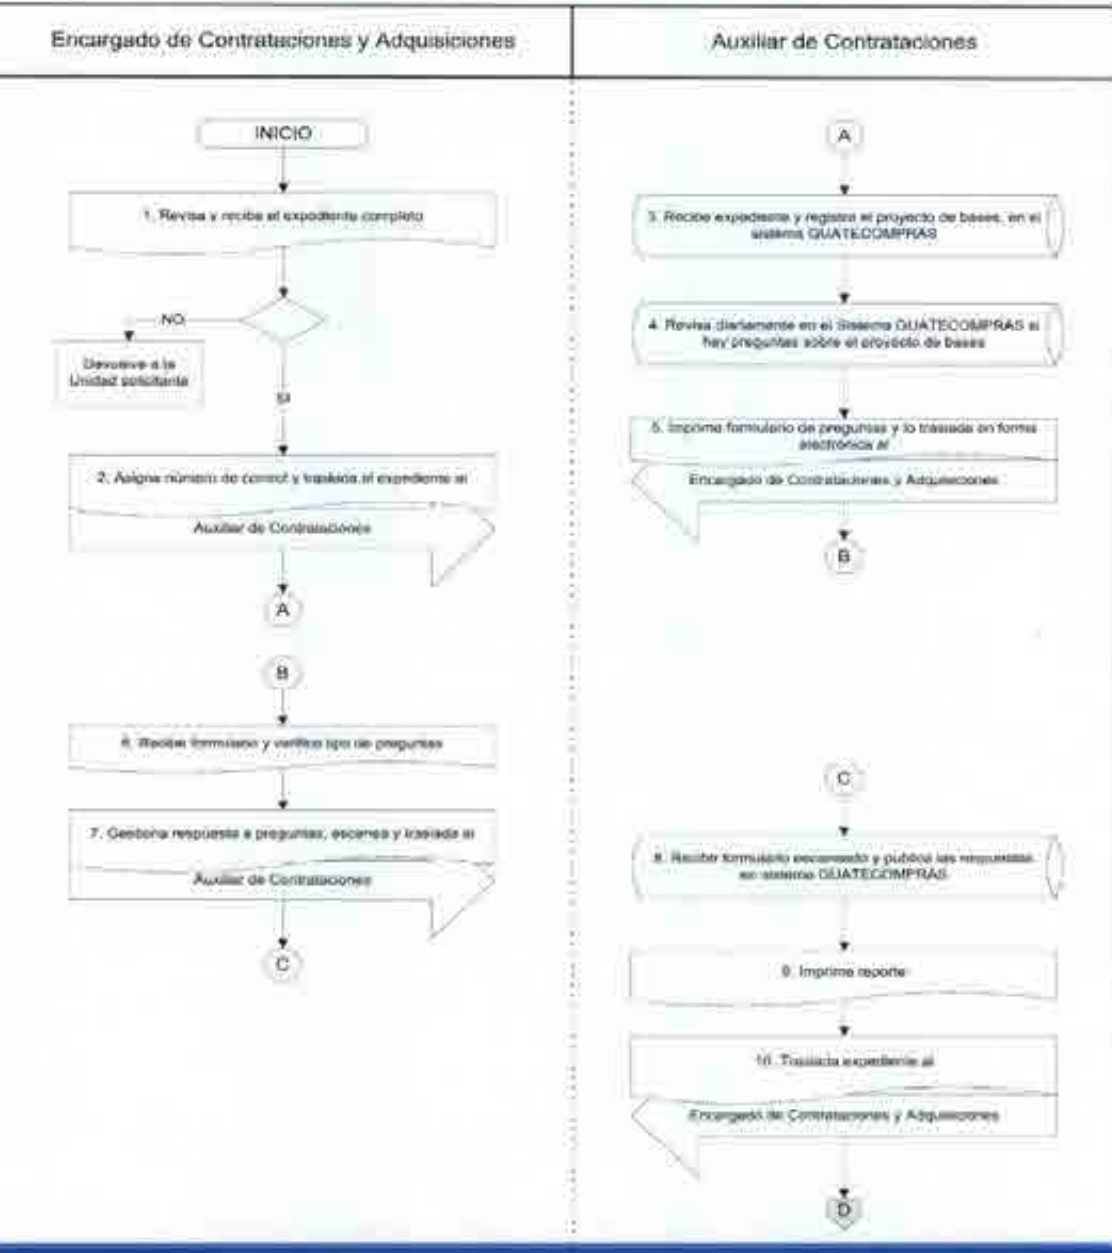 Encargado de Contrataciones y Adquisiciones
INICIO
1. Revisa y recibe el expediente completo
NO
Devuelve a la
Unidad solicitante
SI
2. Asigna número de control y traslada el expediente al
Auxiliar de Contrataciones
A
B
6. Recibe formulario y verifica tipo de preguntas
7. Gestiona respuesta a preguntas, escanea y traslada al
Auxiliar de Contrataciones
C
Auxiliar de Contrataciones
A
3. Recibe expediente y registra el proyecto de bases, en el
sistema GUATECOMPRAS
4. Revisa diariamente en el Sistema GUATECOMPRAS si
hay preguntas sobre el proyecto de bases
5. Imprime formulario de preguntas y lo traslada en forma
electrónica al
Encargado de Contrataciones y Adquisiciones
B
C
8. Recibe formulario escaneado y publica las respuestas
en sistema GUATECOMPRAS
9. Imprime reporte
10. Traslada expediente al
Encargado de Contrataciones y Adquisiciones
D